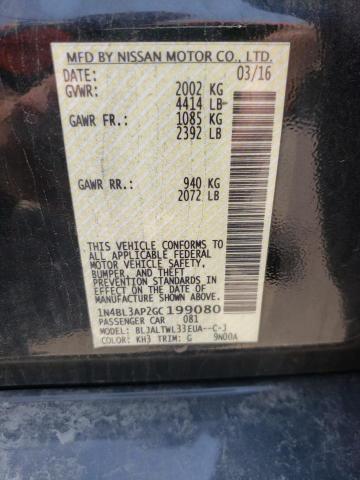 MFD BY NISSAN MOTOR CO., LTD.
DATE: 03/16
GVWR: 2002 KG
4414 LB
GAWR FR: 1085 KG
2392 LB
GAWR RR: 940 KG
2072 LB
THIS VEHICLE CONFORMS TO
ALL APPLICABLE FEDERAL
MOTOR VEHICLE SAFETY,
BUMPER, AND THEFT
PREVENTION STANDARDS IN
EFFECT ON THE DATE OF
MANUFACTURE SHOWN ABOVE.
1N4BL3AP2GC199080
PASSENGER CAR 081
MODEL: BLJALTWL33EUA--C-J
COLOR: KH3 TRIM: G 9N00A